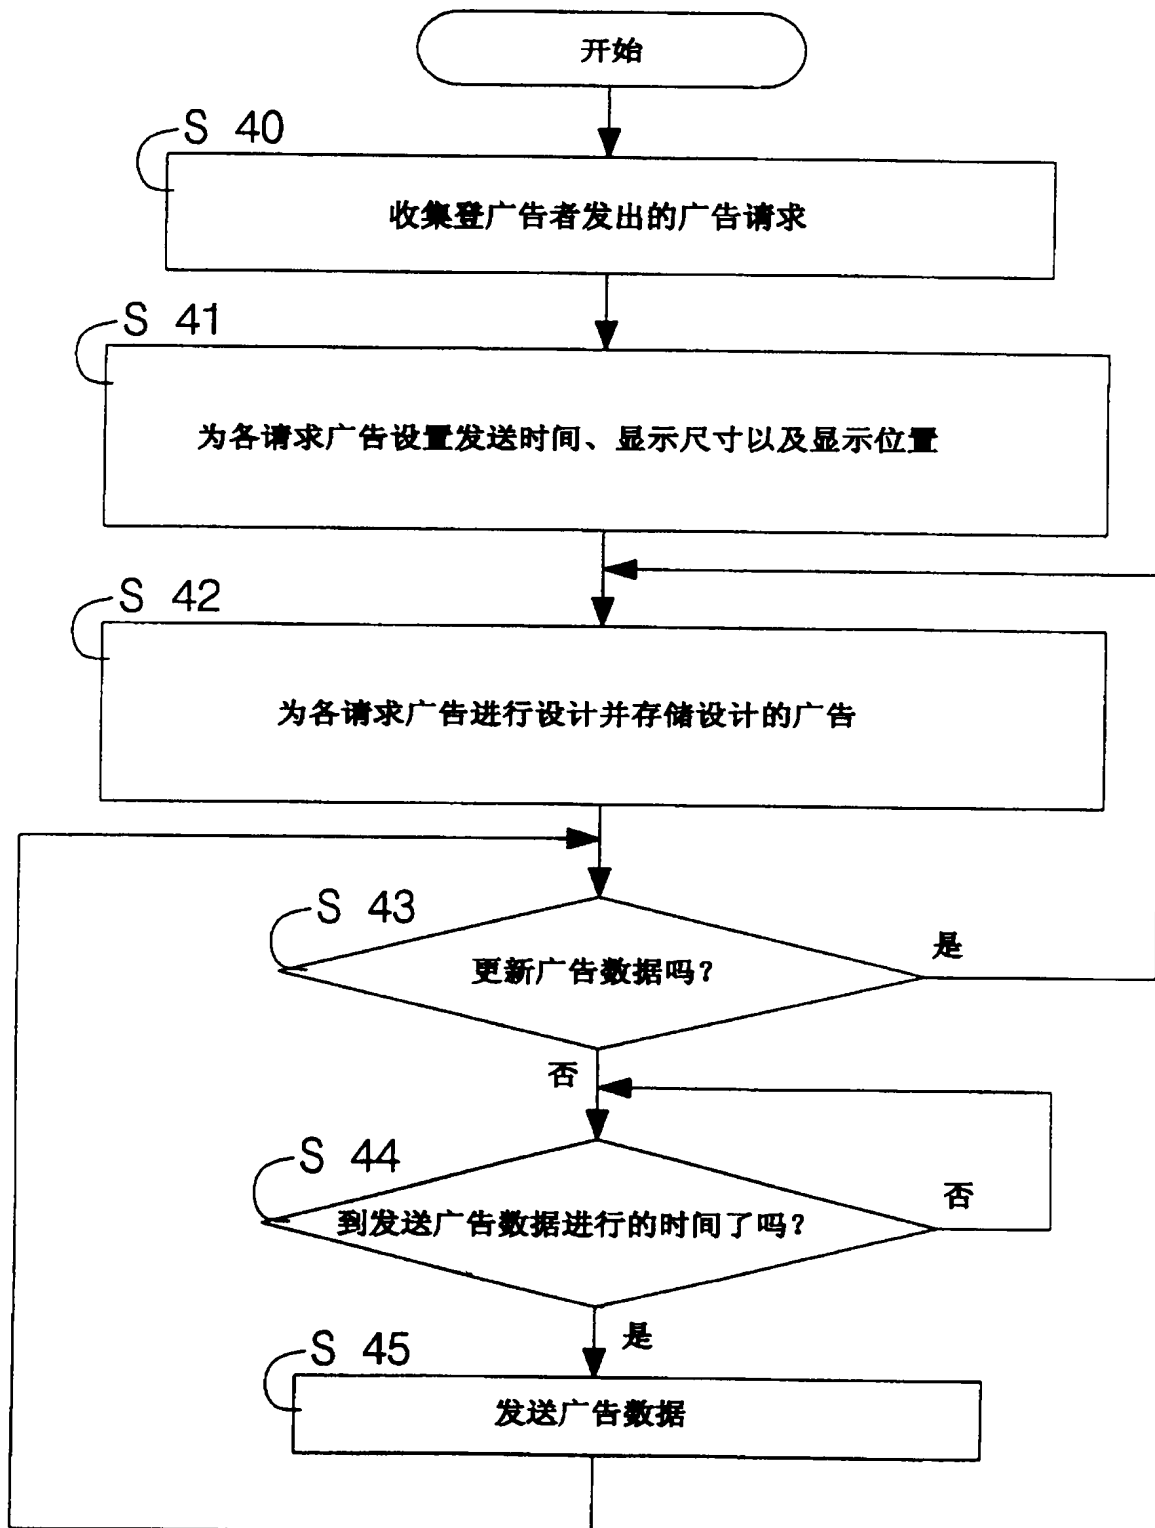 开始
S 40
收集登广告者发出的广告请求
S 41
为各请求广告设置发送时间、显示尺寸以及显示位置
S 42
为各请求广告进行设计并存储设计的广告
S 43
更新广告数据吗?
是
否
S 44
到发送广告数据进行的时间了吗?
否
是
S 45
发送广告数据